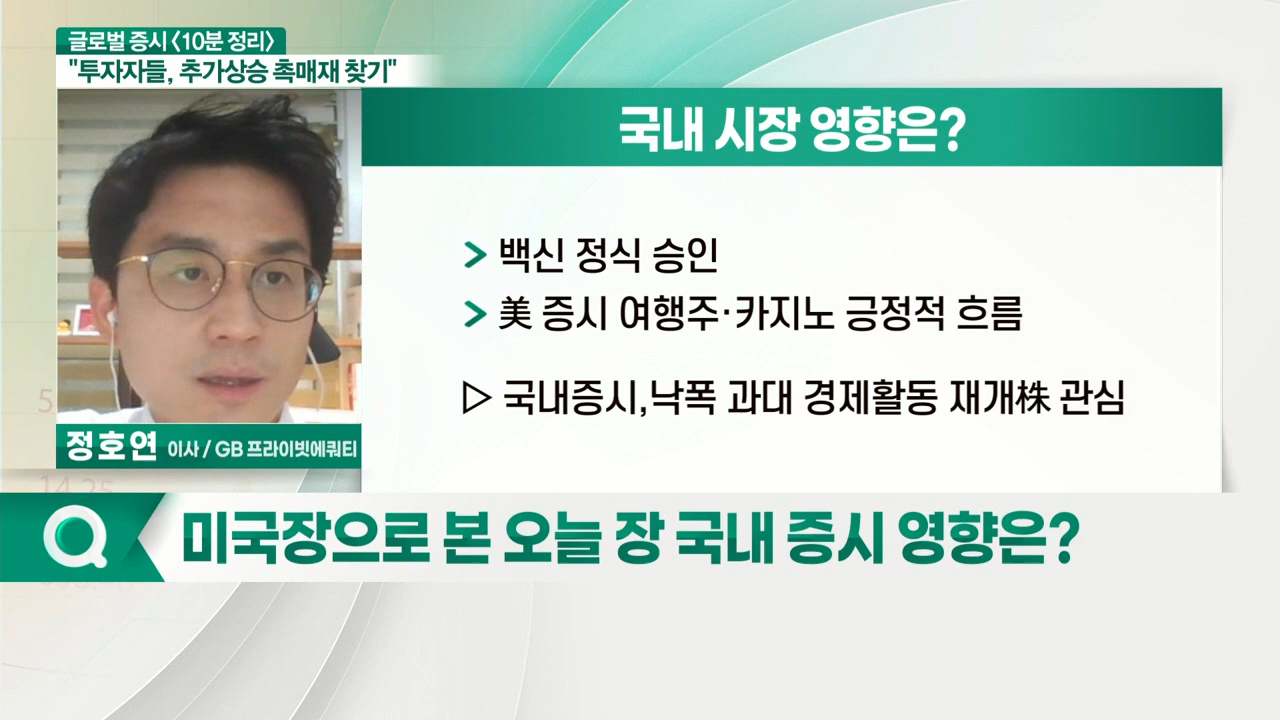 글로벌 증시 <10분 정리>
"투자자들, 추가상승 촉매재 찾기"
국내 시장 영향은?
> 백신 정식 승인
> 美 증시 여행주·카지노 긍정적 흐름
▷ 국내증시,낙폭 과대 경제활동 재개株 관심
정호연 이사 / GB 프라이빗에쿼티
Q 미국장으로 본 오늘 장 국내 증시 영향은?